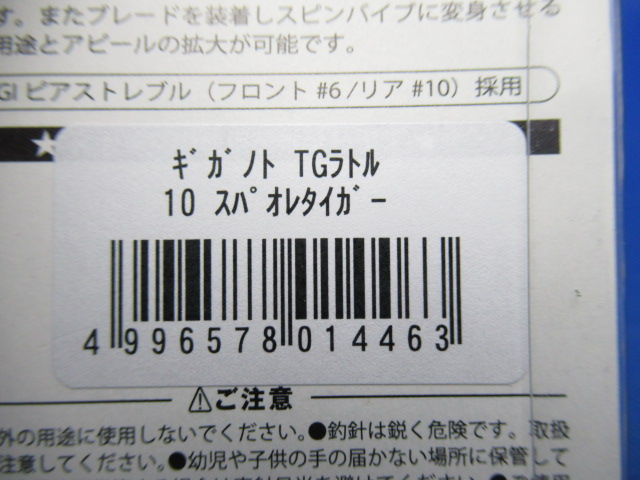 す。またブレードを装着しスピンバイブに変身させる
用途とアピールの拡大が可能です。
GI ピアストレブル（フロント #6 /リア #10）採用
ｷﾞｶﾞﾉﾄ TGﾗﾄﾙ
10 ｽﾊﾟｵﾚﾀｲｶﾞｰ
4 996578 014463
⚠ご注意
外の用途に使用しないでください。●釣針は鋭く危険です。取扱
注意してください。●幼児や子供の手の届かない場所に保管して